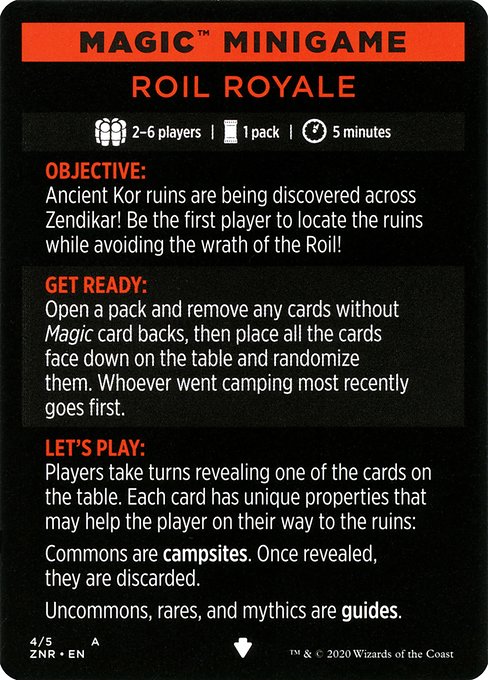 MAGIC™ MINIGAME
ROIL ROYALE
2–6 players | 1 pack | 5 minutes
OBJECTIVE:
Ancient Kor ruins are being discovered across
Zendikar! Be the first player to locate the ruins
while avoiding the wrath of the Roil!
GET READY:
Open a pack and remove any cards without
Magic card backs, then place all the cards
face down on the table and randomize
them. Whoever went camping most recently
goes first.
LET'S PLAY:
Players take turns revealing one of the cards on
the table. Each card has unique properties that
may help the player on their way to the ruins:
Commons are campsites. Once revealed,
they are discarded.
Uncommons, rares, and mythics are guides.
4/5 A
ZNR • EN
™ & © 2020 Wizards of the Coast